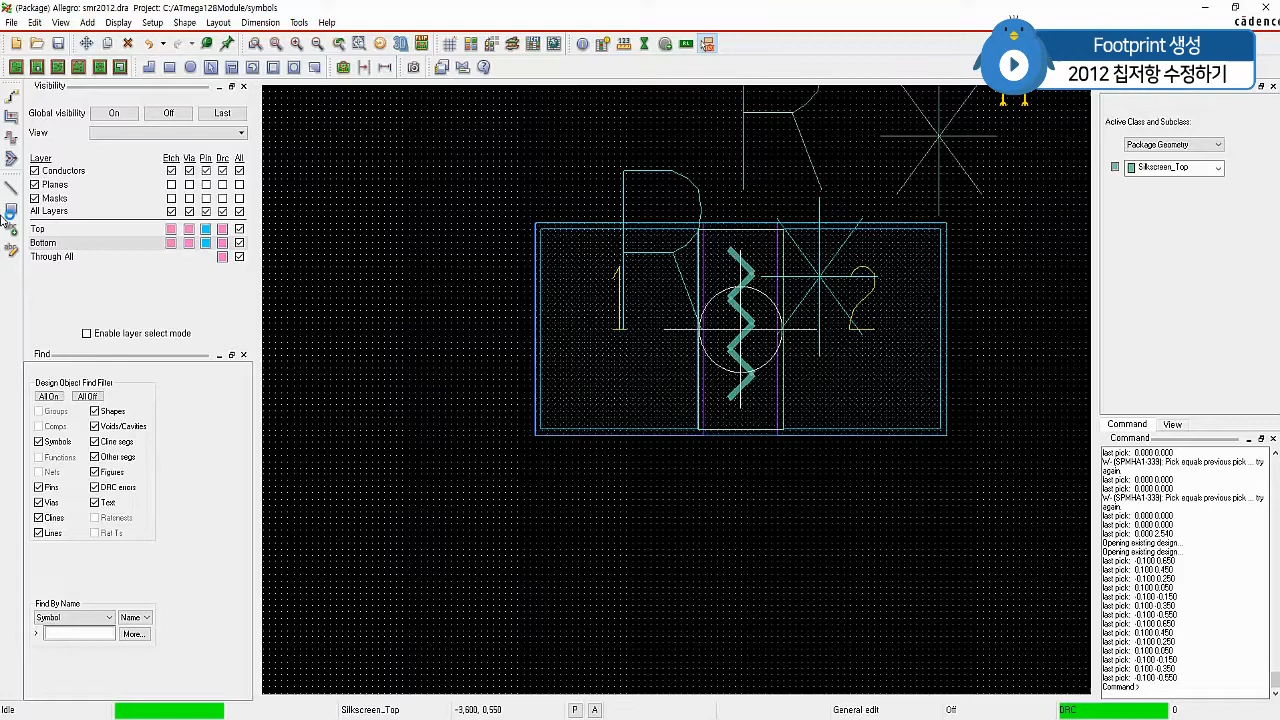 (Package) Allegro: smr2012.dra Project: C:/ATmega128Module/symbols
cādence
File Edit View Add Display Setup Shape Logic Dimension Tools Help
Footprint 생성
2012 칩저항 수정하기
Visibility
Global visibility On Off Last
View
Layer Etch Via Pin Drc All
Conductors
Planes
Masks
All Layers
Top
Bottom
Through All
Enable layer select mode
Find
Design Object Find Filter
All On All Off
Groups Shapes
Comps Voids/Cavities
Symbols Cline segs
Functions Other segs
Nets Figures
Pins DRC errors
Vias Text
Clines Ratsnests
Lines Rat Ts
Find By Name
Symbol Name
> More...
R
R
1 2
Active Class and Subclass:
Package Geometry
Silkscreen_Top
Command View
Command
last pick: 0.000 0.000
W- (SPMHA1-339): Pick equals previous pick ... try
again.
last pick: 0.000 0.000
last pick: 0.000 0.000
W- (SPMHA1-339): Pick equals previous pick ... try
again.
last pick: 0.000 0.000
last pick: 0.000 0.000
last pick: 0.000 2.540
Opening existing design...
Opening existing design...
last pick: -0.100 0.650
last pick: 0.100 0.450
last pick: -0.100 0.250
last pick: 0.100 0.050
last pick: -0.100 -0.150
last pick: 0.100 -0.350
last pick: -0.100 -0.550
last pick: -0.100 0.650
last pick: 0.100 0.450
last pick: -0.100 0.250
last pick: 0.100 0.050
last pick: -0.100 -0.150
last pick: 0.100 -0.350
last pick: -0.100 -0.550
Command >
Idle Silkscreen_Top -3,600, 0,550 P A General edit Off DRC 0